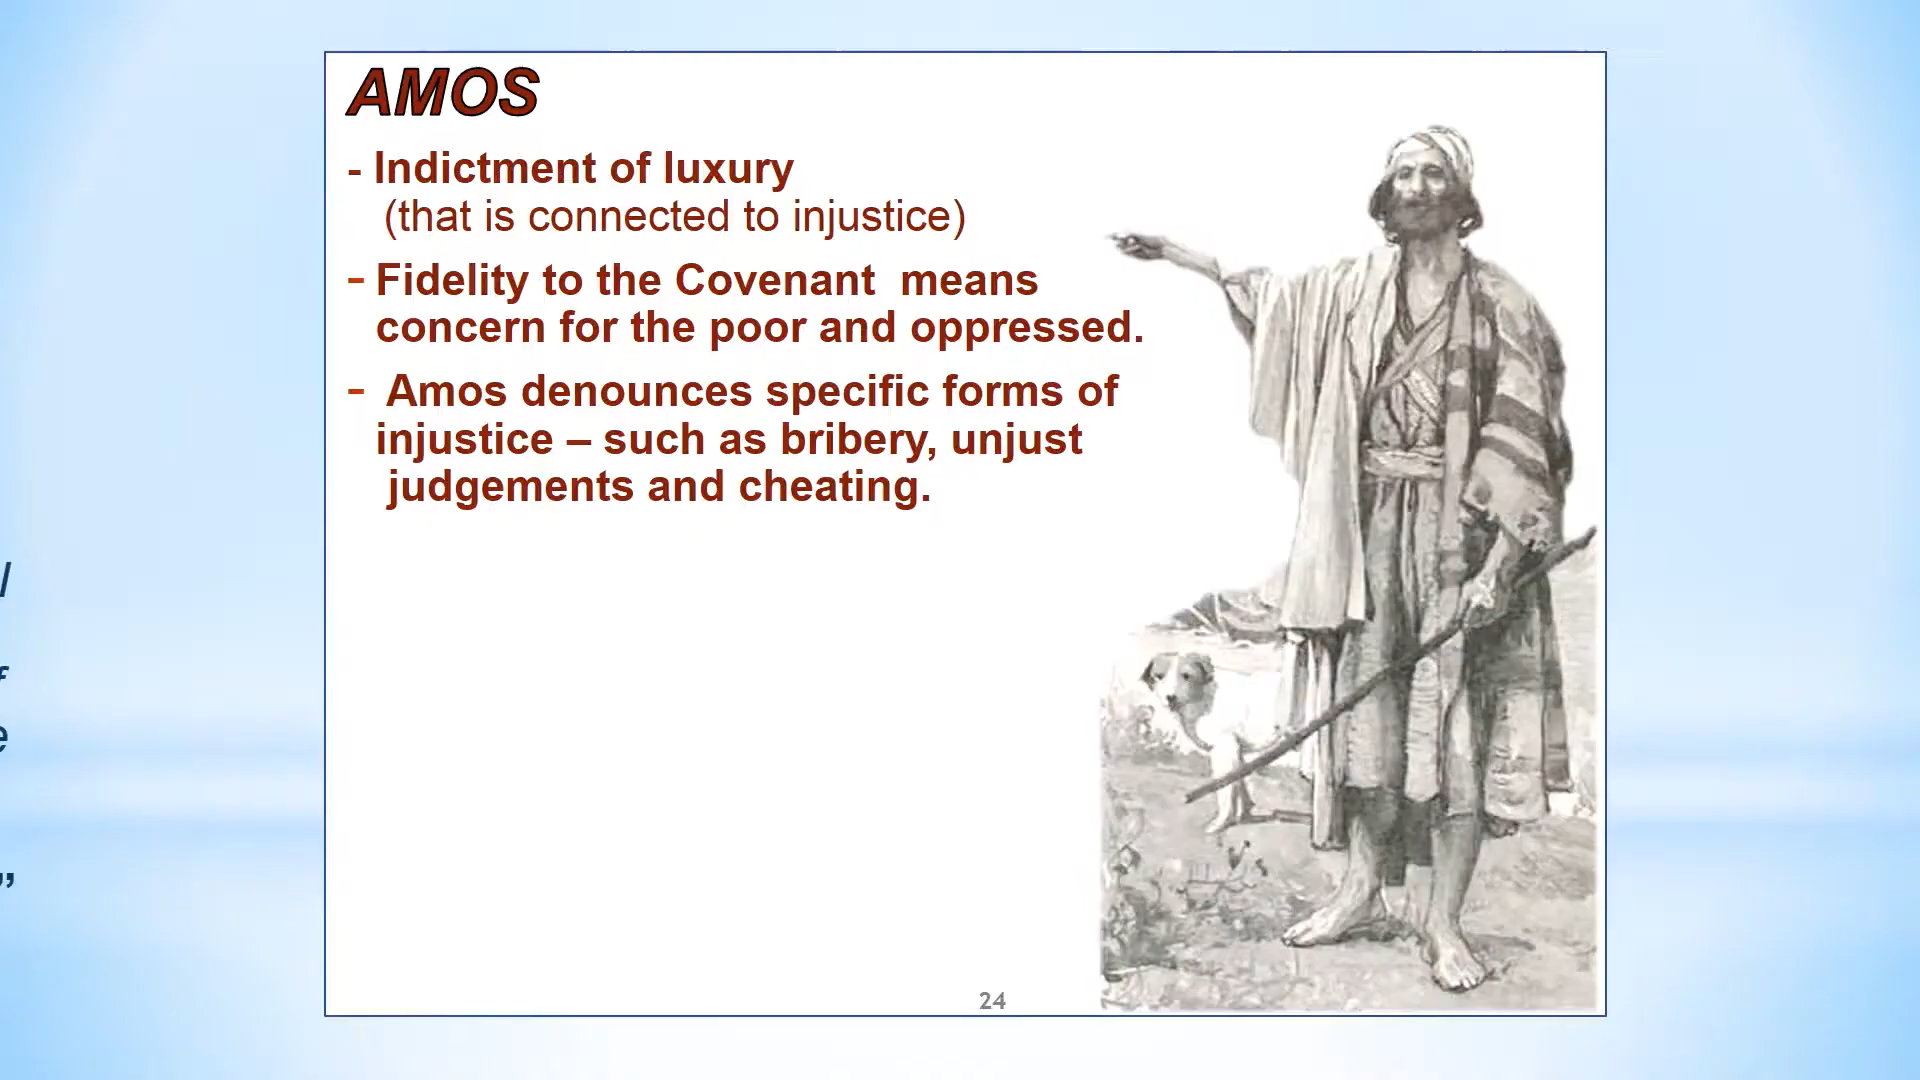 AMOS
- Indictment of luxury
(that is connected to injustice)
- Fidelity to the Covenant means
concern for the poor and oppressed.
- Amos denounces specific forms of
injustice – such as bribery, unjust
judgements and cheating.
24